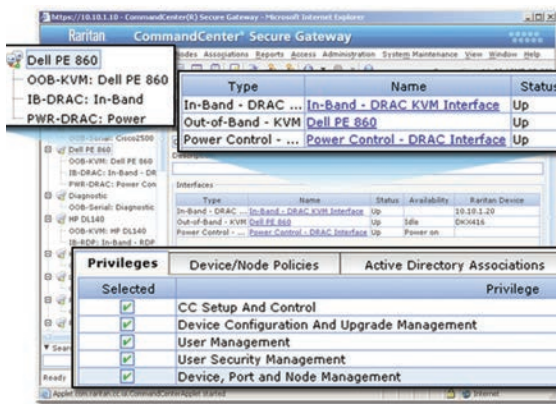 https://10.10.1.10 - CommandCenter(R) Secure Gateway - Microsoft Internet Explorer
Raritan. CommandCenter® Secure Gateway
odes Associations Reports Access Administration System Maintenance View Window Help
Dell PE 860
OOB-KVM: Dell PE 860
IB-DRAC: In-Band
PWR-DRAC: Power
Type Name Status
In-Band - DRAC ... In-Band - DRAC KVM Interface Up
Out-of-Band - KVM Dell PE 860 Up
Power Control - ... Power Control - DRAC Interface Up
OOB-Serial: Cisco2500
Dell PE 860
OOB-KVM: Dell PE 860
IB-DRAC: In-Band - DR
PWR-DRAC: Power Con
Diagnostic
OOB-Serial: Diagnostic
HP DL140
OOB-KVM: HP DL140
IB-RDP: In-Band - RDP
Interfaces
Type Name Status Availability Raritan Device
In-Band - DRAC ... In-Band - DRAC KVM Interface Up 10.10.1.20
Out-of-Band - KVM Dell PE 860 Up Idle DKX416
Power Control - ... Power Control - DRAC Interface Up Power on
Privileges Device/Node Policies Active Directory Associations
Selected Privilege
CC Setup And Control
Device Configuration And Upgrade Management
User Management
User Security Management
Device, Port and Node Management
Sear
Ready
Internet